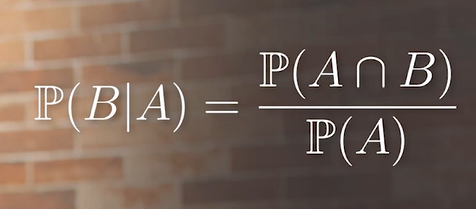 ℙ(B|A) = ℙ(A ∩ B) / ℙ(A)